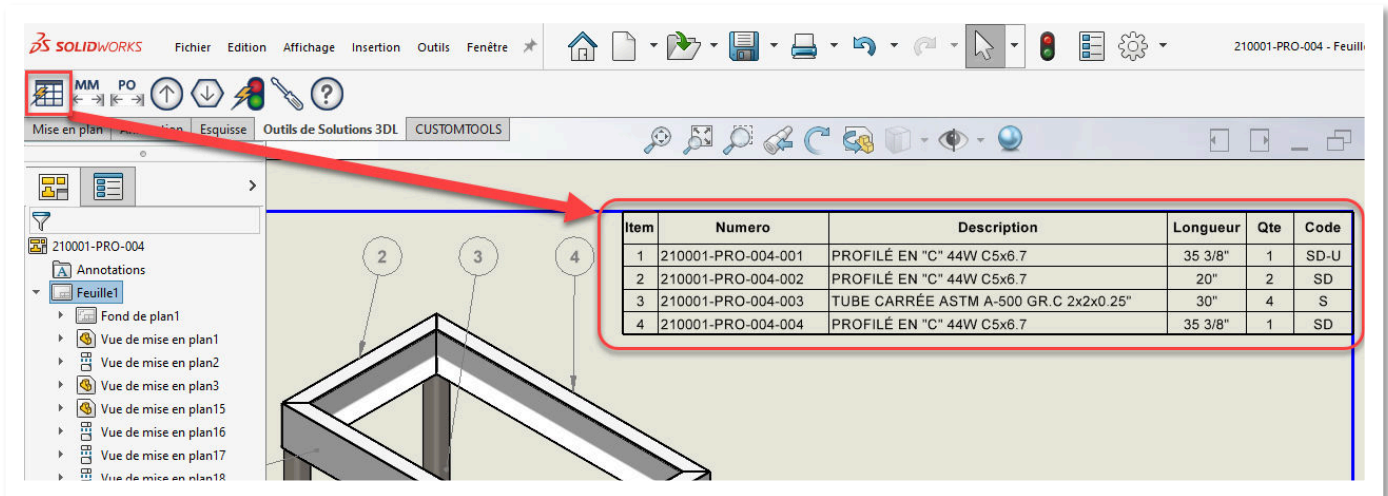 SOLIDWORKS Fichier Edition Affichage Insertion Outils Fenêtre 210001-PRO-004 - Feuill
MM PO
Mise en plan Esquisse Outils de Solutions 3DL CUSTOMTOOLS
210001-PRO-004
Annotations
Feuille1
Fond de plan1
Vue de mise en plan1
Vue de mise en plan2
Vue de mise en plan3
Vue de mise en plan15
Vue de mise en plan16
Vue de mise en plan17
Vue de mise en plan18
2 3 4
Item Numero Description Longueur Qte Code
1 210001-PRO-004-001 PROFILÉ EN "C" 44W C5x6.7 35 3/8" 1 SD-U
2 210001-PRO-004-002 PROFILÉ EN "C" 44W C5x6.7 20" 2 SD
3 210001-PRO-004-003 TUBE CARRÉE ASTM A-500 GR.C 2x2x0.25" 30" 4 S
4 210001-PRO-004-004 PROFILÉ EN "C" 44W C5x6.7 35 3/8" 1 SD